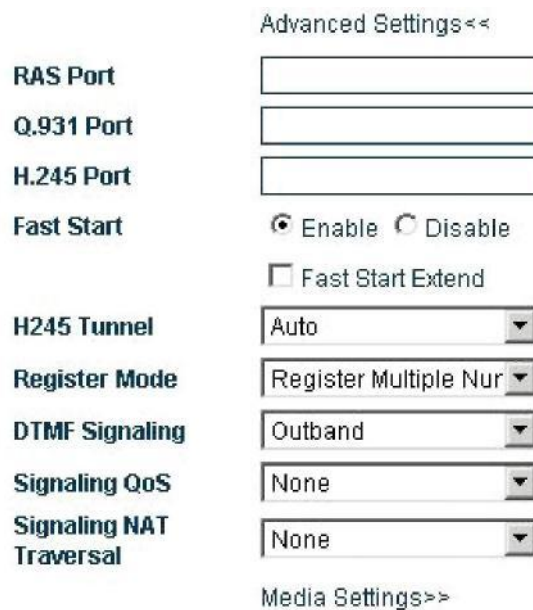 Advanced Settings<<
RAS Port
Q.931 Port
H.245 Port
Fast Start Enable Disable
Fast Start Extend
H245 Tunnel Auto
Register Mode Register Multiple Nur
DTMF Signaling Outband
Signaling QoS None
Signaling NAT
Traversal None
Media Settings>>